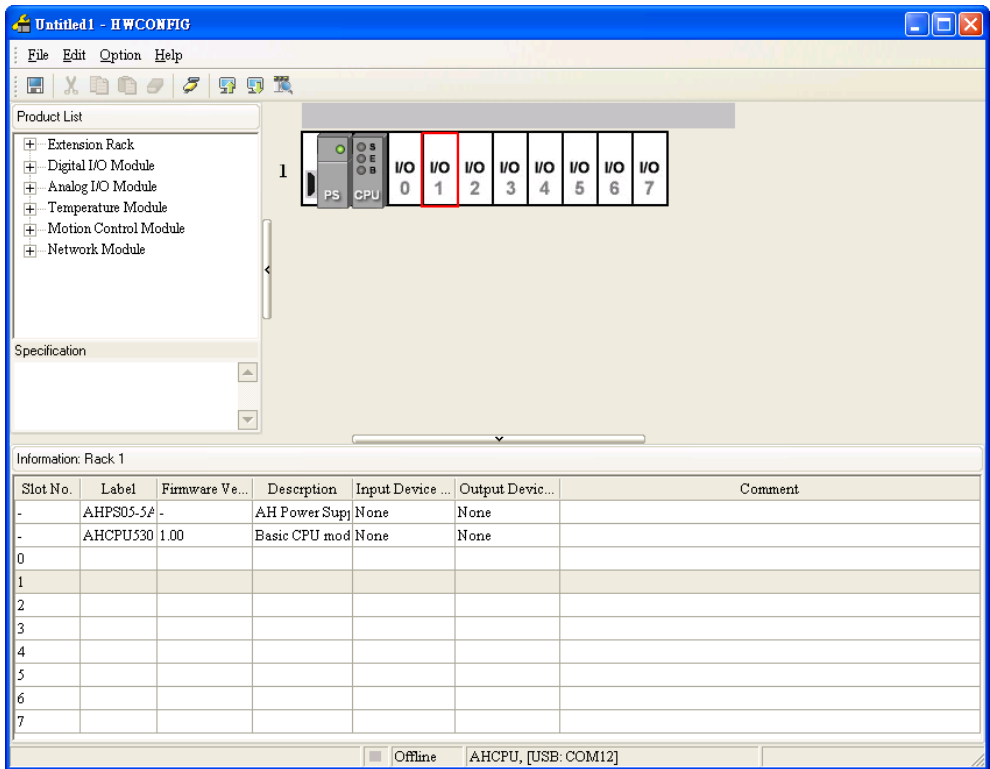 Untitled1 - HWCONFIG
File Edit Option Help
Product List
Extension Rack
Digital I/O Module
Analog I/O Module
Temperature Module
Motion Control Module
Network Module
1
PS CPU S E B I/O 0 I/O 1 I/O 2 I/O 3 I/O 4 I/O 5 I/O 6 I/O 7
Specification
Information: Rack 1
Slot No. Label Firmware Ve... Descrption Input Device ... Output Devic... Comment
- AHPS05-5A - AH Power Supp None None
- AHCPU530 1.00 Basic CPU mod None None
0
1
2
3
4
5
6
7
Offline AHCPU, [USB: COM12]